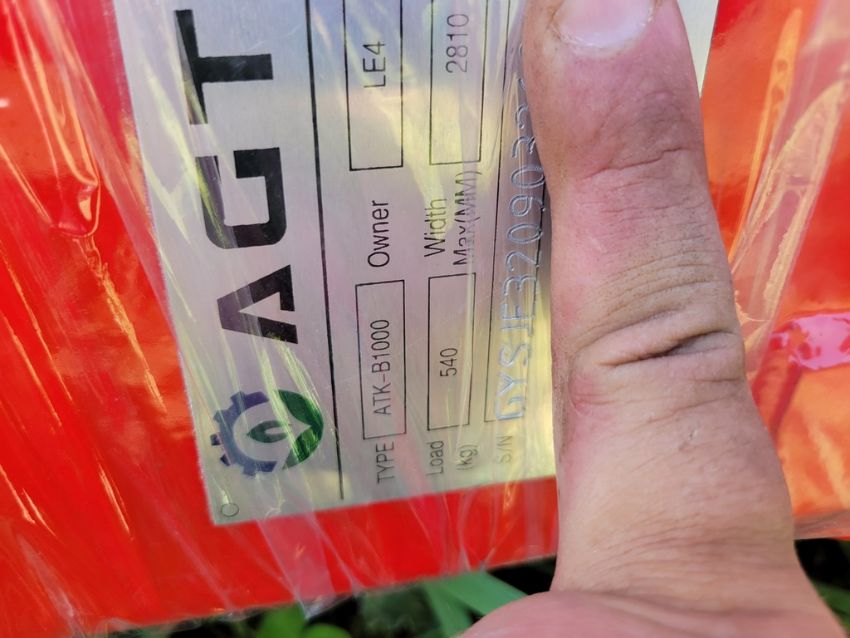 AGT
TYPE ATK-B1000 Owner LE4
Load (kg) 540 Width Max(MM) 2810
S/N